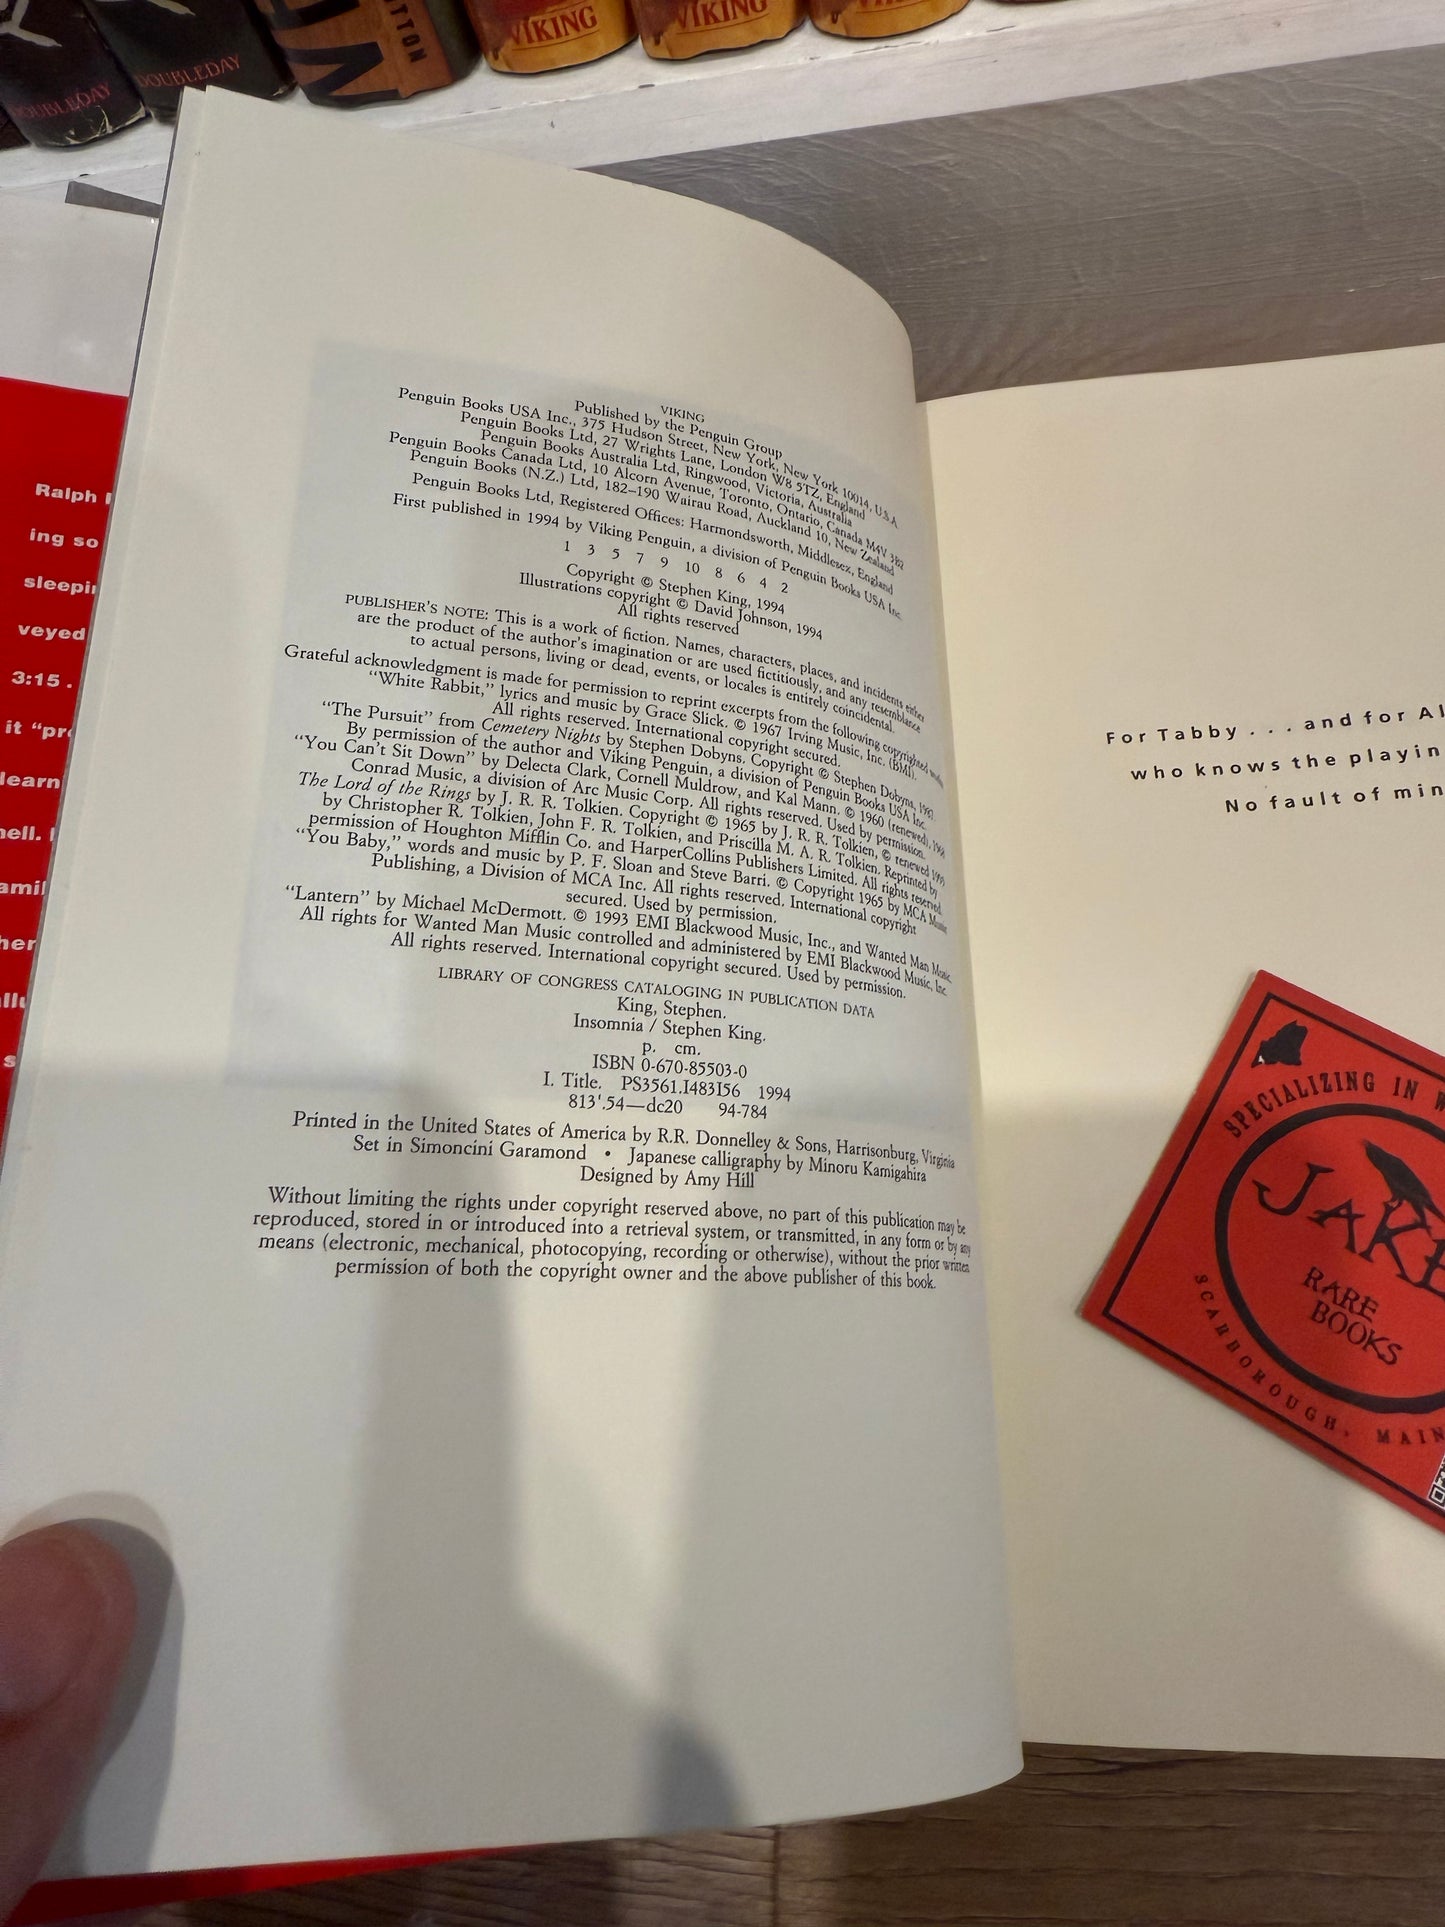 DOUBLEDAY
DOUBLEDAY
VIKING
VIKING
VIKING
Published by the Penguin Group
Penguin Books USA Inc., 375 Hudson Street, New York, New York 10014, U.S.A.
Penguin Books Ltd, 27 Wrights Lane, London W8 5TZ, England
Penguin Books Australia Ltd, Ringwood, Victoria, Australia
Penguin Books Canada Ltd, 10 Alcorn Avenue, Toronto, Ontario, Canada M4V 3B2
Penguin Books (N.Z.) Ltd, 182–190 Wairau Road, Auckland 10, New Zealand
Penguin Books Ltd, Registered Offices: Harmondsworth, Middlesex, England
First published in 1994 by Viking Penguin, a division of Penguin Books USA Inc.
1 3 5 7 9 10 8 6 4 2
Copyright © Stephen King, 1994
Illustrations copyright © David Johnson, 1994
All rights reserved
PUBLISHER'S NOTE: This is a work of fiction. Names, characters, places, and incidents either
are the product of the author's imagination or are used fictitiously, and any resemblance
to actual persons, living or dead, events, or locales is entirely coincidental.
Grateful acknowledgment is made for permission to reprint excerpts from the following copyrighted works:
"White Rabbit," lyrics and music by Grace Slick. © 1967 Irving Music, Inc. (BMI).
All rights reserved. International copyright secured.
"The Pursuit" from Cemetery Nights by Stephen Dobyns. Copyright © Stephen Dobyns,
By permission of the author and Viking Penguin, a division of Penguin Books USA Inc.
"You Can't Sit Down" by Delecta Clark, Cornell Muldrow, and Kal Mann. © 1960 (renewed),
Conrad Music, a division of Arc Music Corp. All rights reserved. Used by permission.
The Lord of the Rings by J. R. R. Tolkien. Copyright © 1965 by J. R. R. Tolkien, © renewed 1993
by Christopher R. Tolkien, John F. R. Tolkien, and Priscilla M. A. R. Tolkien. Reprinted by
permission of Houghton Mifflin Co. and HarperCollins Publishers Limited. All rights reserved.
"You Baby," words and music by P. F. Sloan and Steve Barri. © Copyright 1965 by MCA Music
Publishing, a Division of MCA Inc. All rights reserved. International copyright
secured. Used by permission.
"Lantern" by Michael McDermott. © 1993 EMI Blackwood Music, Inc., and Wanted Man Music.
All rights for Wanted Man Music controlled and administered by EMI Blackwood Music, Inc.
All rights reserved. International copyright secured. Used by permission.
LIBRARY OF CONGRESS CATALOGING IN PUBLICATION DATA
King, Stephen.
Insomnia / Stephen King.
p. cm.
ISBN 0-670-85503-0
I. Title. PS3561.I483I56 1994
813'.54—dc20 94-784
Printed in the United States of America by R.R. Donnelley & Sons, Harrisonburg, Virginia
Set in Simoncini Garamond • Japanese calligraphy by Minoru Kamigahira
Designed by Amy Hill
Without limiting the rights under copyright reserved above, no part of this publication may be
reproduced, stored in or introduced into a retrieval system, or transmitted, in any form or by any
means (electronic, mechanical, photocopying, recording or otherwise), without the prior written
permission of both the copyright owner and the above publisher of this book.
Ralph
ing so
sleepin
veyed
3:15 .
it "pro
learn
For Tabby . . . and for Al
who knows the playin
No fault of min
SPECIALIZING IN W
JAKE
RARE
BOOKS
SCARBOROUGH, MAIN